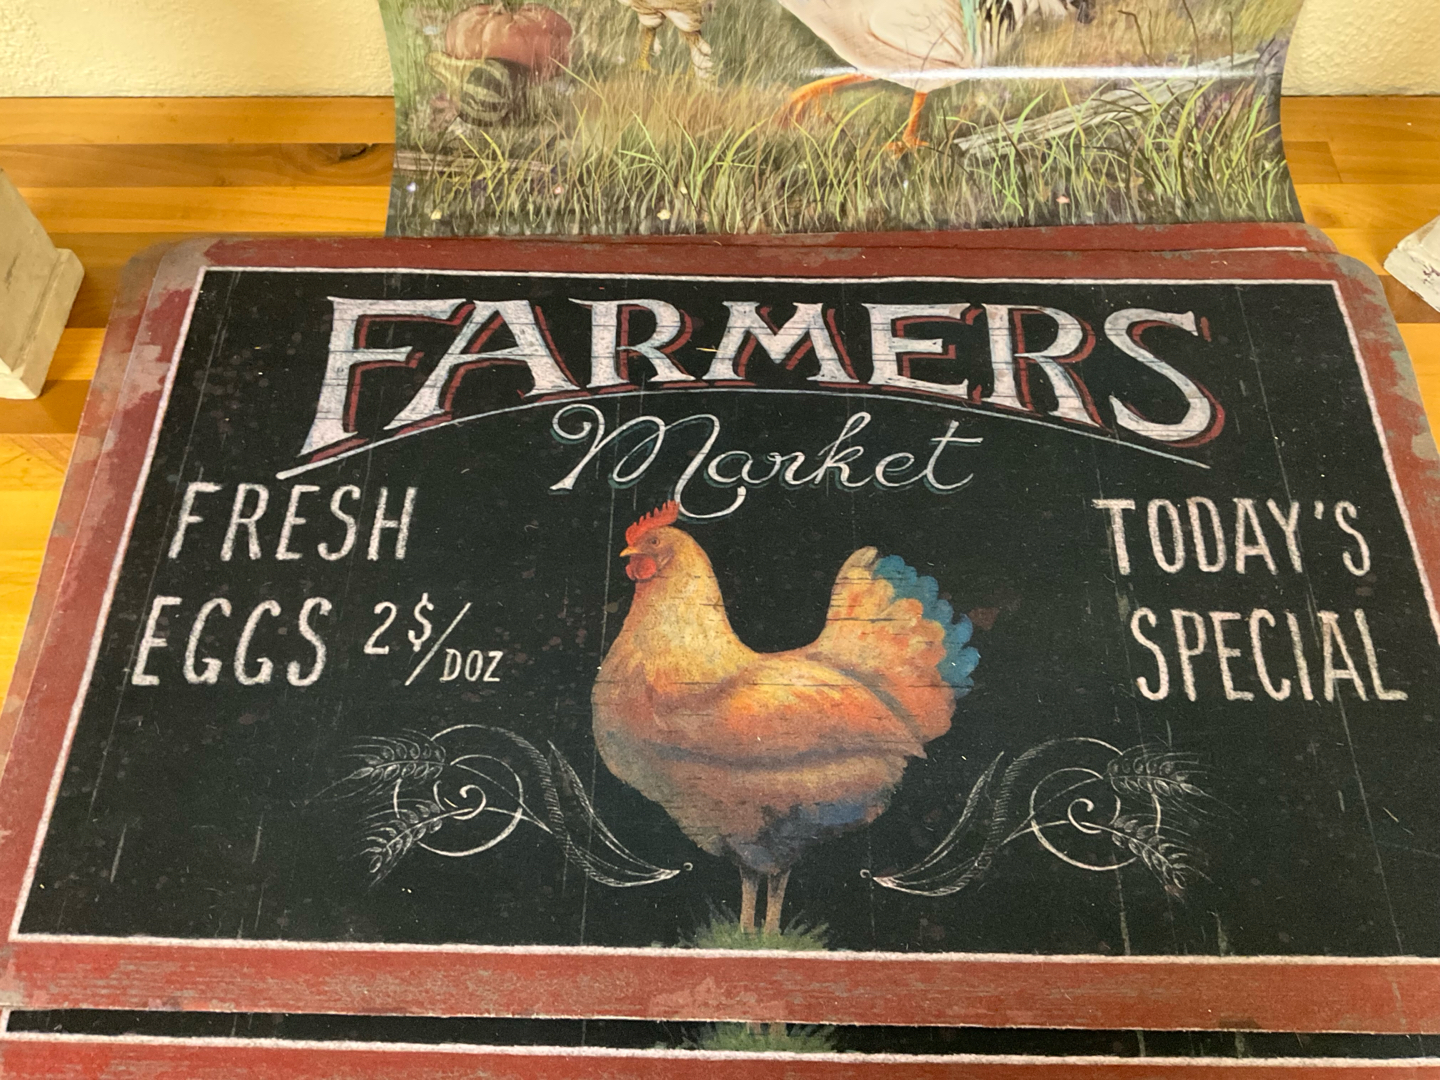 FARMERS
Market
FRESH
EGGS 2$/DOZ
TODAY'S
SPECIAL